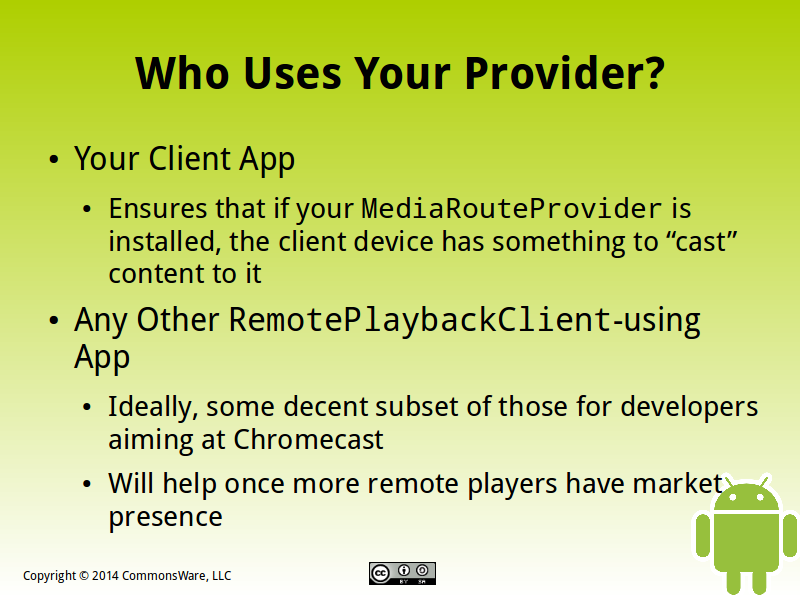 Who Uses Your Provider?
• Your Client App
• Ensures that if your MediaRouteProvider is
installed, the client device has something to “cast”
content to it
• Any Other RemotePlaybackClient-using
App
• Ideally, some decent subset of those for developers
aiming at Chromecast
• Will help once more remote players have market
presence
Copyright © 2014 CommonsWare, LLC
cc BY SA